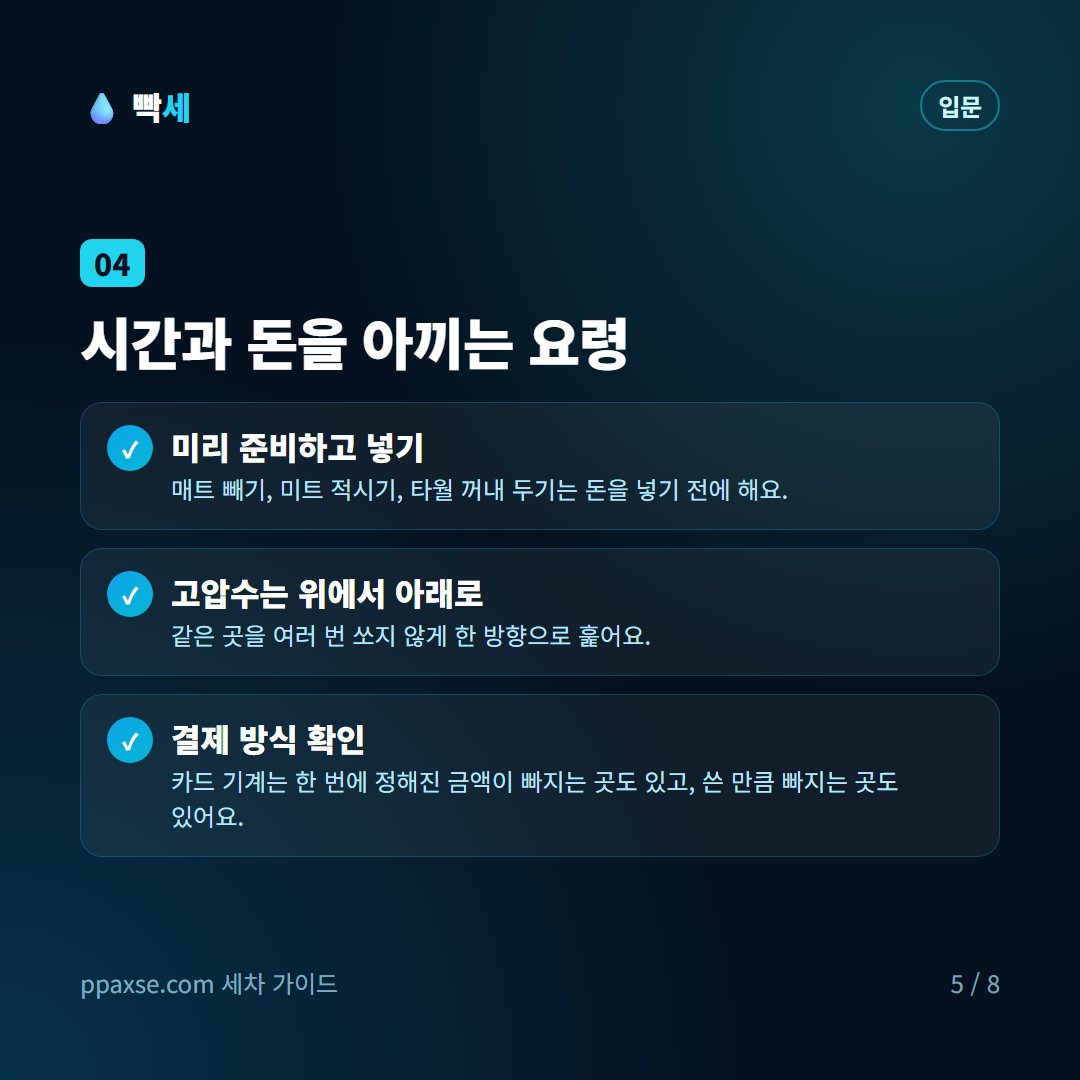 빡세
입문
04
시간과 돈을 아끼는 요령
미리 준비하고 넣기
매트 빼기, 미트 적시기, 타월 꺼내 두기는 돈을 넣기 전에 해요.
고압수는 위에서 아래로
같은 곳을 여러 번 쏘지 않게 한 방향으로 훑어요.
결제 방식 확인
카드 기계는 한 번에 정해진 금액이 빠지는 곳도 있고, 쓴 만큼 빠지는 곳도
있어요.
ppaxse.com 세차 가이드
5 / 8